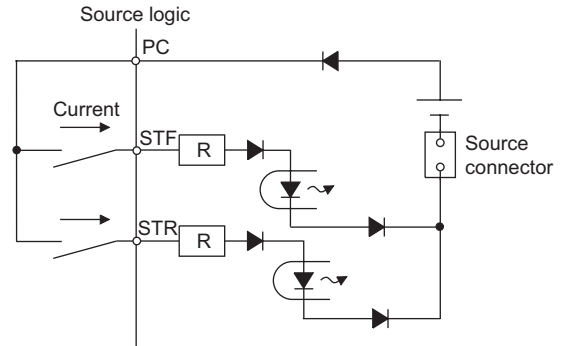 Source logic
PC
Current
STF
R
Source
connector
STR
R